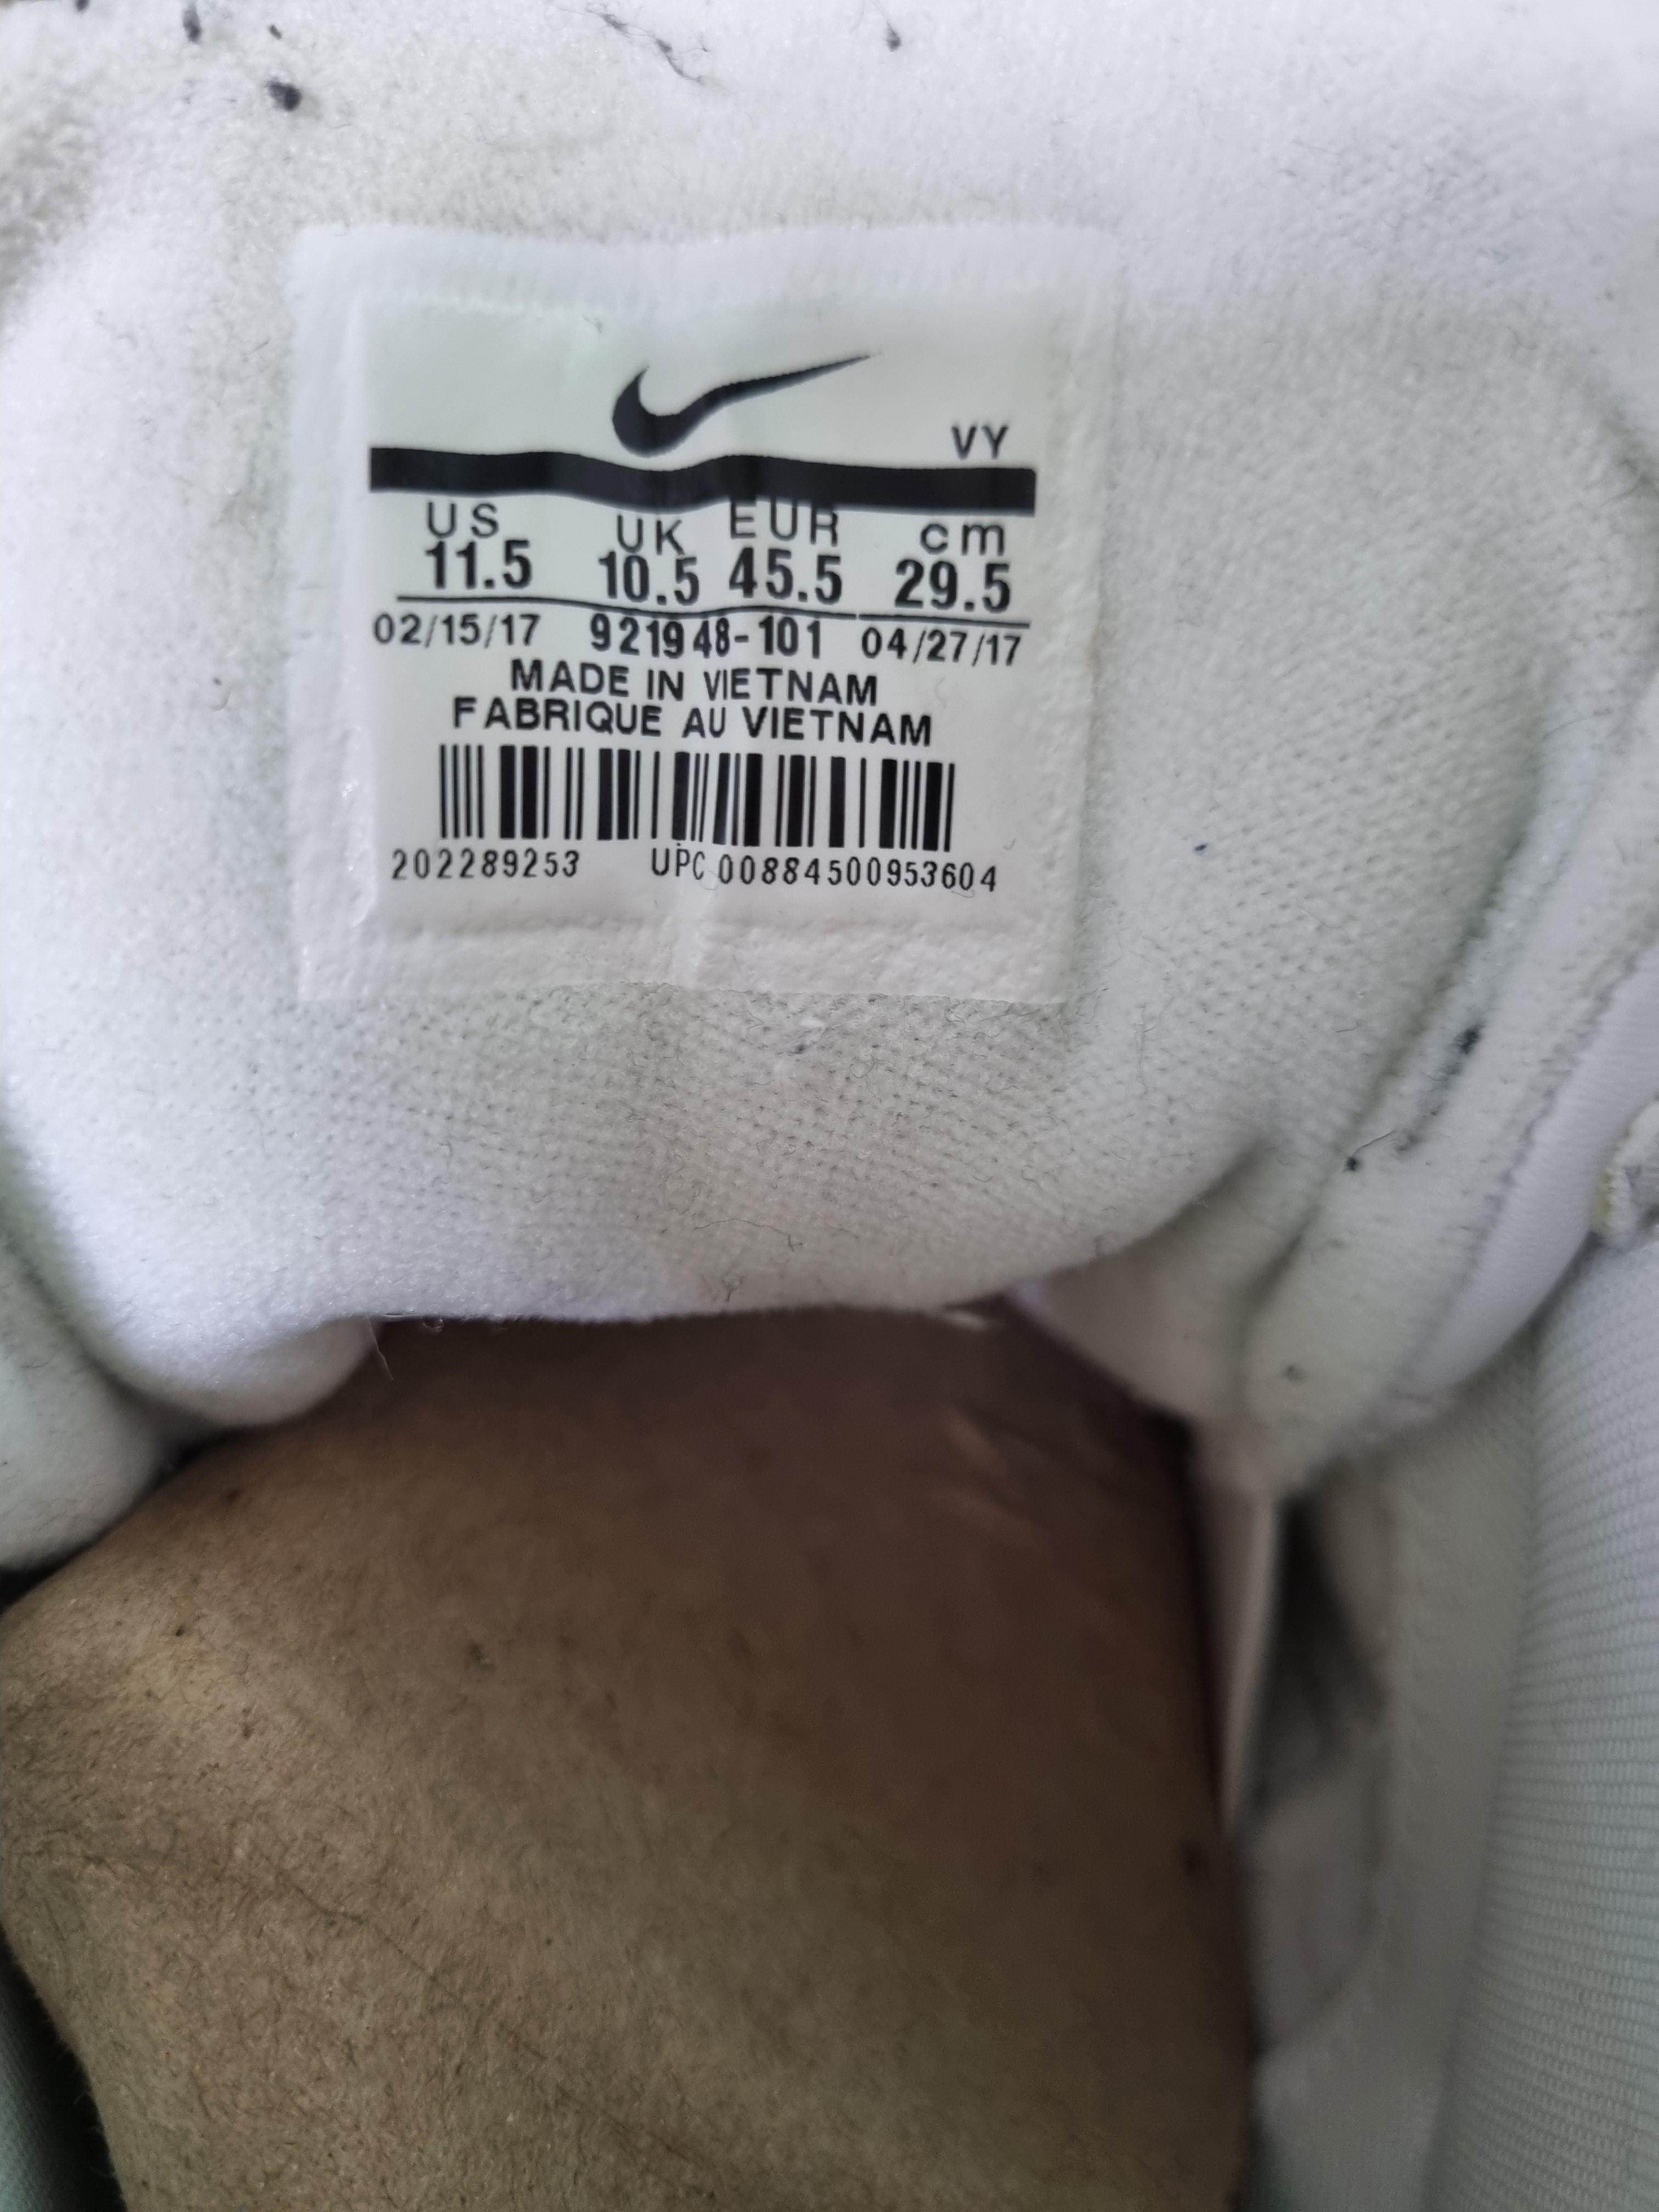 VY
US UK EUR cm
11.5 10.5 45.5 29.5
02/15/17 921948-101 04/27/17
MADE IN VIETNAM
FABRIQUE AU VIETNAM
202289253 UPC 00884500953604